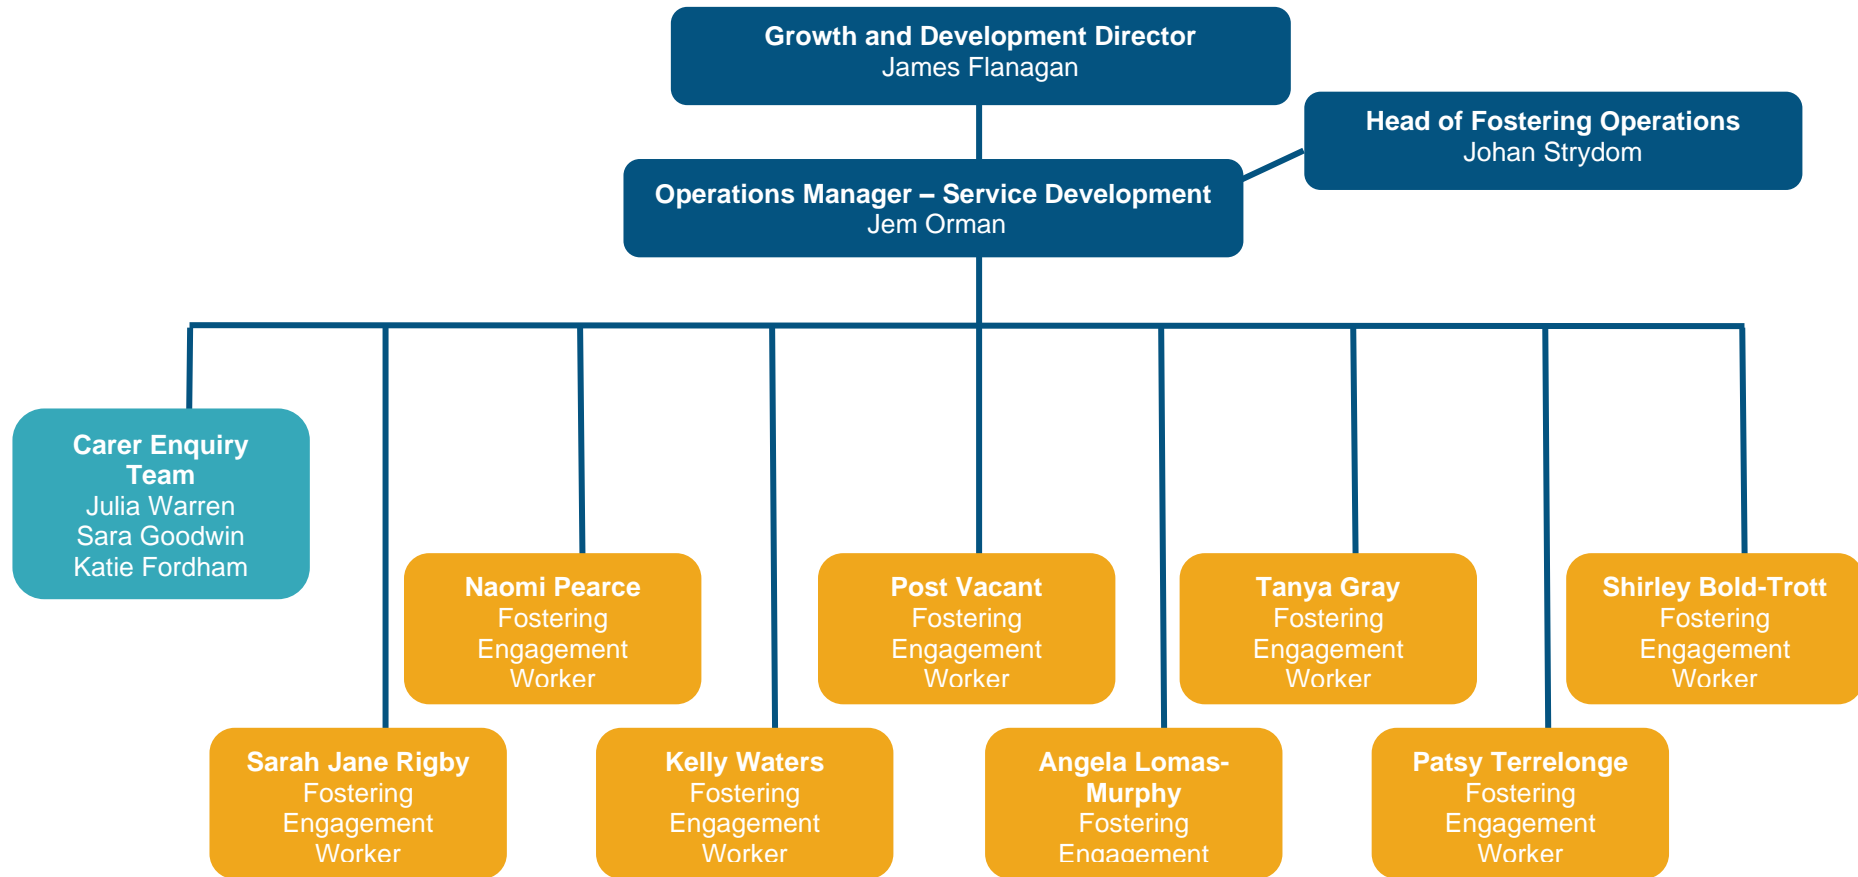 Growth and Development Director
James Flanagan
Head of Fostering Operations
Johan Strydom
Operations Manager – Service Development
Jem Orman
Carer Enquiry
Team
Julia Warren
Sara Goodwin
Katie Fordham
Naomi Pearce
Fostering
Engagement
Worker
Post Vacant
Fostering
Engagement
Worker
Tanya Gray
Fostering
Engagement
Worker
Shirley Bold-Trott
Fostering
Engagement
Worker
Sarah Jane Rigby
Fostering
Engagement
Worker
Kelly Waters
Fostering
Engagement
Worker
Angela Lomas-
Murphy
Fostering
Engagement
Patsy Terrelonge
Fostering
Engagement
Worker